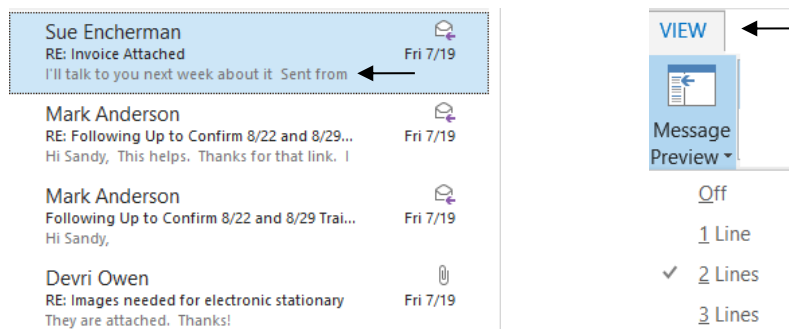 Sue Encherman
RE: Invoice Attached Fri 7/19
I'll talk to you next week about it Sent from
Mark Anderson
RE: Following Up to Confirm 8/22 and 8/29... Fri 7/19
Hi Sandy, This helps. Thanks for that link. I
Mark Anderson
Following Up to Confirm 8/22 and 8/29 Trai... Fri 7/19
Hi Sandy,
Devri Owen
RE: Images needed for electronic stationary Fri 7/19
They are attached. Thanks!
VIEW
Message
Preview
Off
1 Line
2 Lines
3 Lines